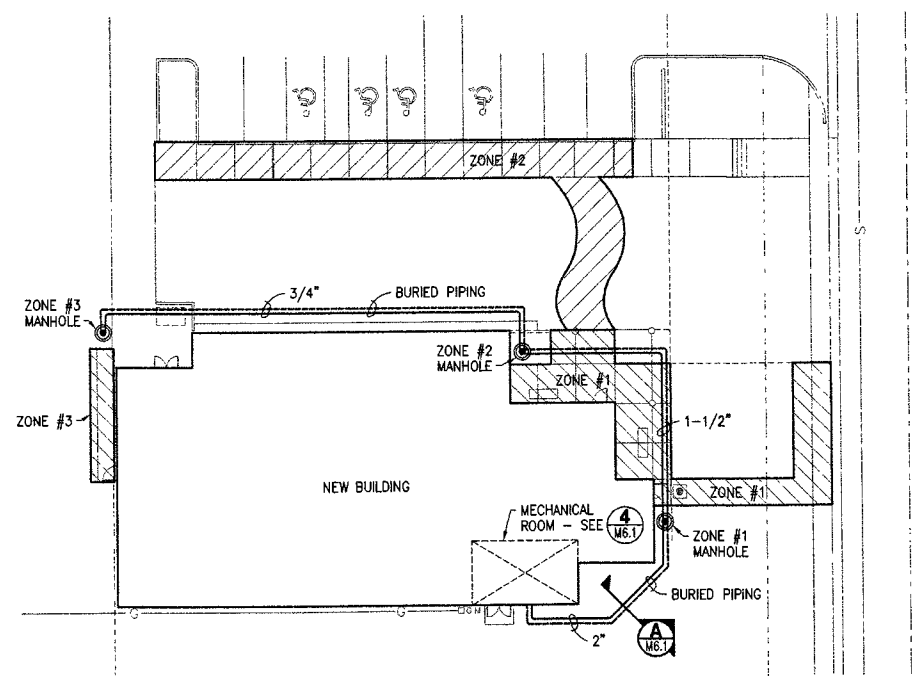 ZONE #2
3/4"
BURIED PIPING
ZONE #3
MANHOLE
ZONE #2
MANHOLE
ZONE #1
ZONE #3
1-1/2"
NEW BUILDING
ZONE #1
MECHANICAL
ROOM - SEE
4
M6.1
ZONE #1
MANHOLE
BURIED PIPING
2"
A
M6.1
S
G
G